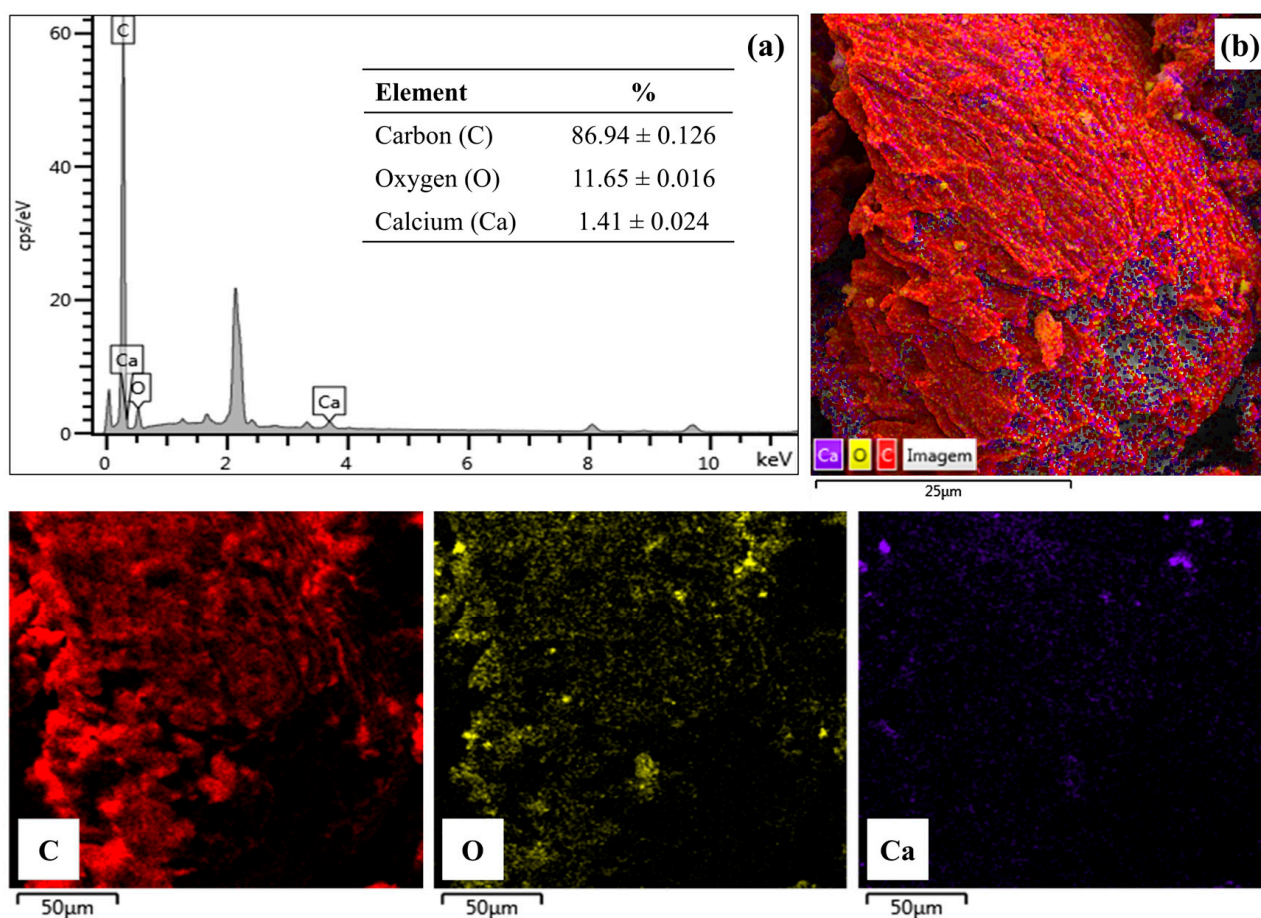 60
C
(a)
(b)
Element %
Carbon (C) 86.94 ± 0.126
Oxygen (O) 11.65 ± 0.016
Calcium (Ca) 1.41 ± 0.024
40
cps/eV
20
Ca
O
Ca
0
0 2 4 6 8 10 keV
Ca O C Imagem
25µm
C
O
Ca
50µm
50µm
50µm